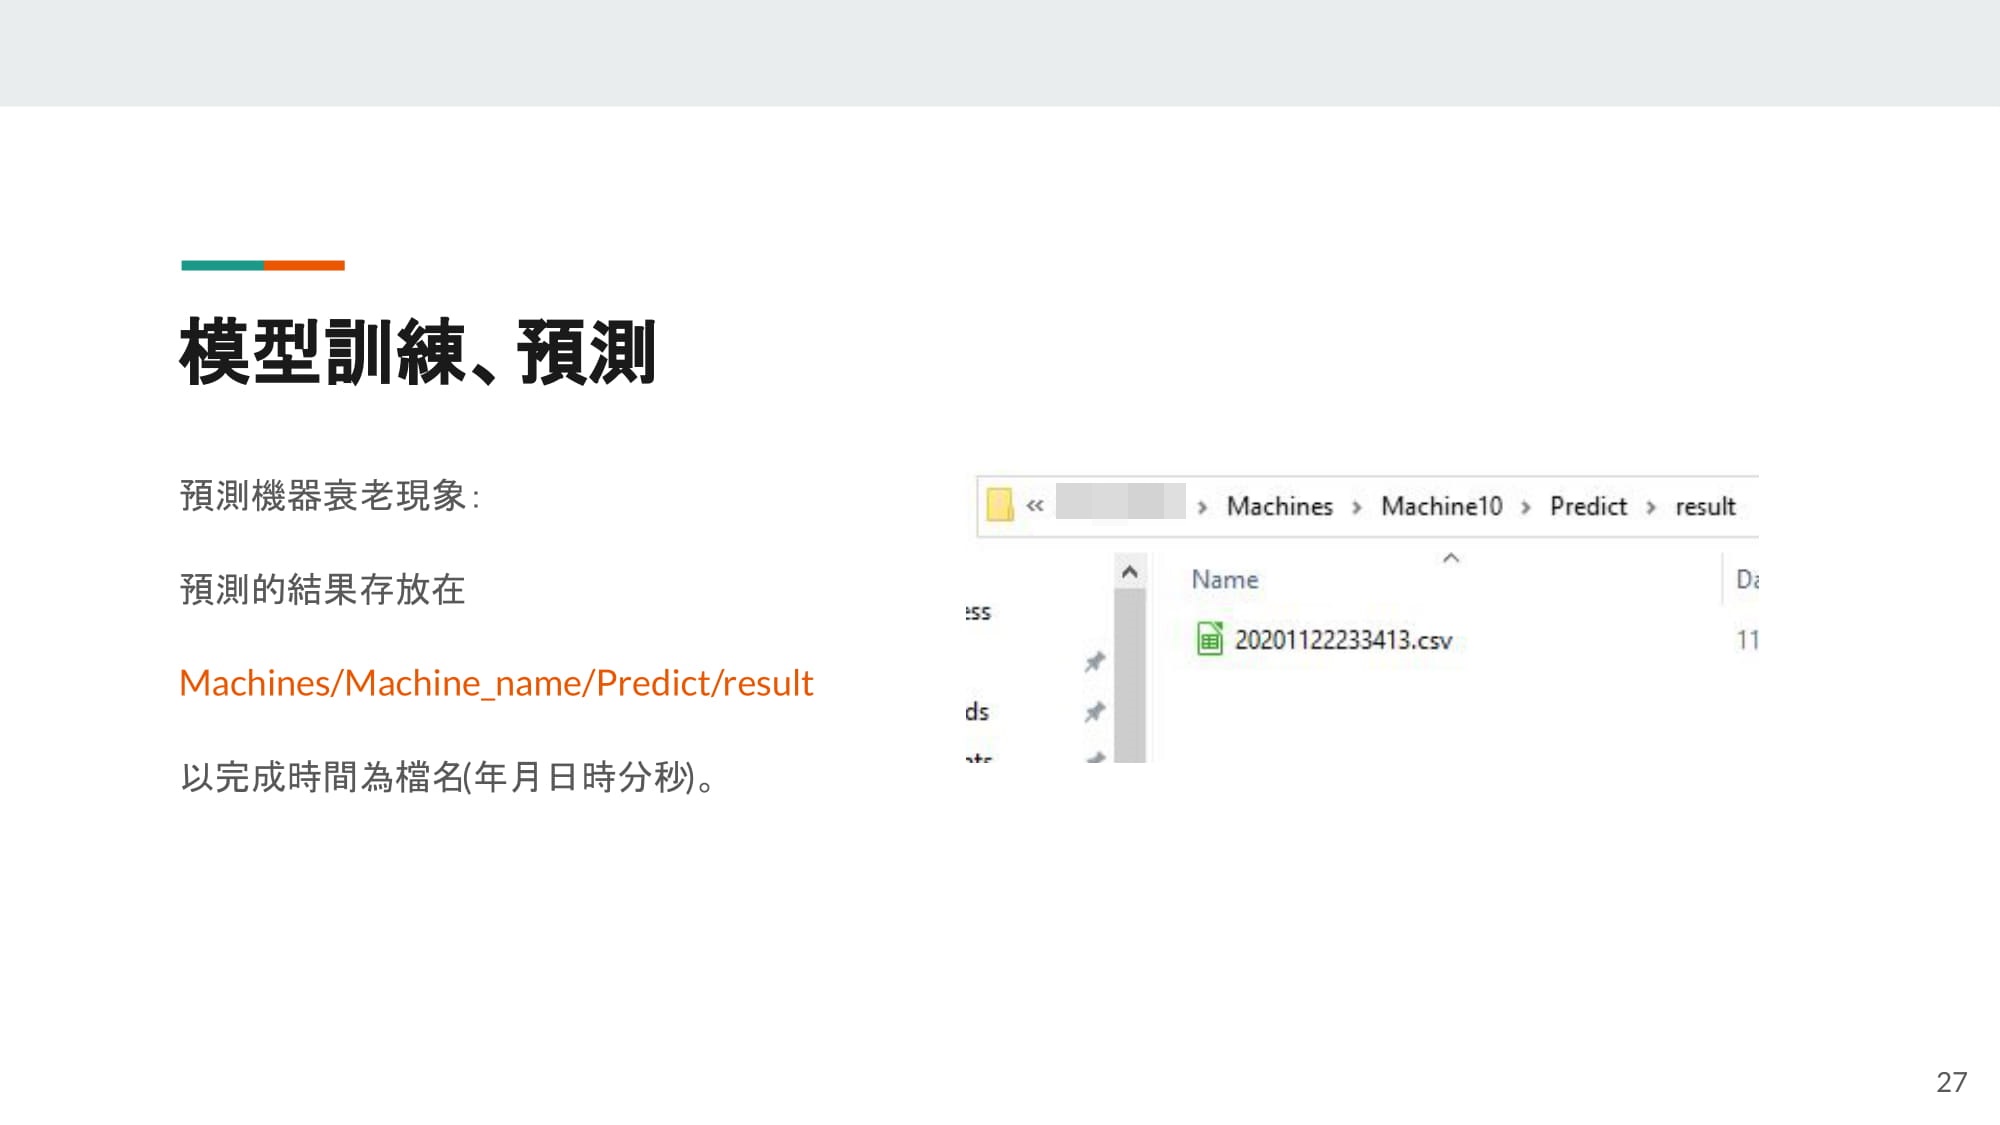 模型訓練、預測
預測機器衰老現象：
預測的結果存放在
Machines/Machine_name/Predict/result
以完成時間為檔名(年月日時分秒)。
« › Machines › Machine10 › Predict › result
Name
20201122233413.csv
11
ess
ds
27